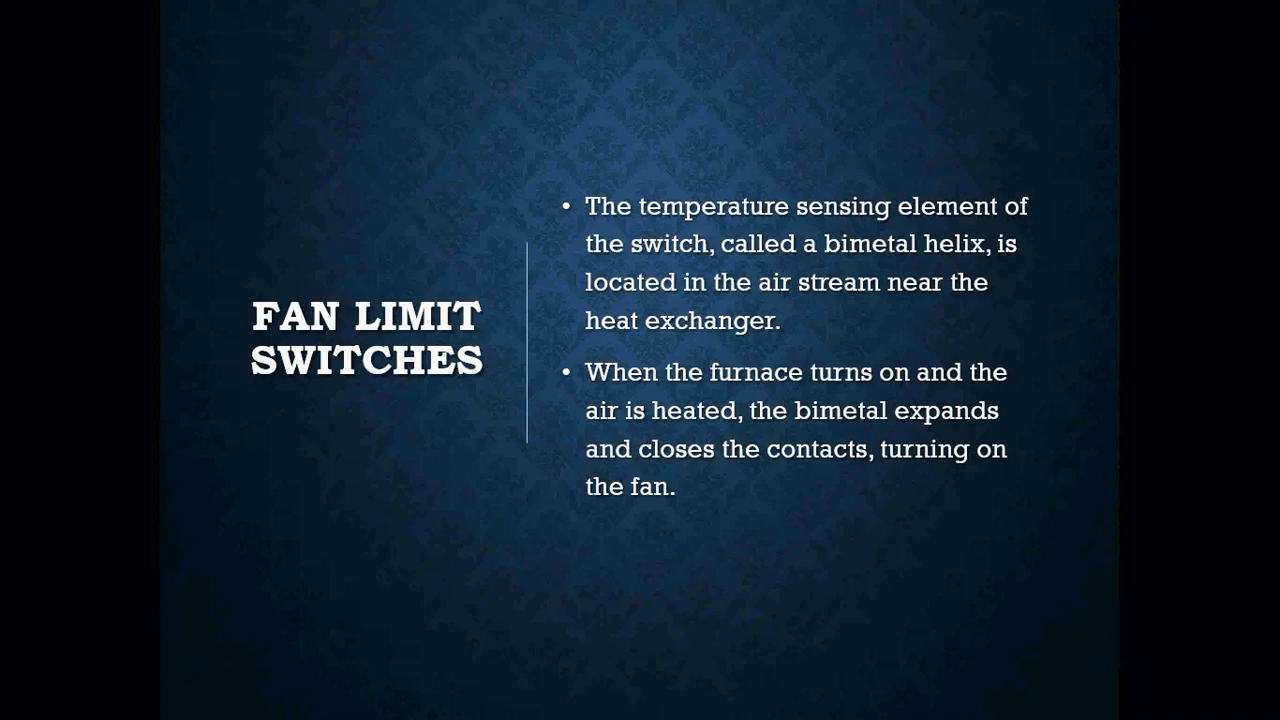 FAN LIMIT
SWITCHES
• The temperature sensing element of
the switch, called a bimetal helix, is
located in the air stream near the
heat exchanger.
• When the furnace turns on and the
air is heated, the bimetal expands
and closes the contacts, turning on
the fan.